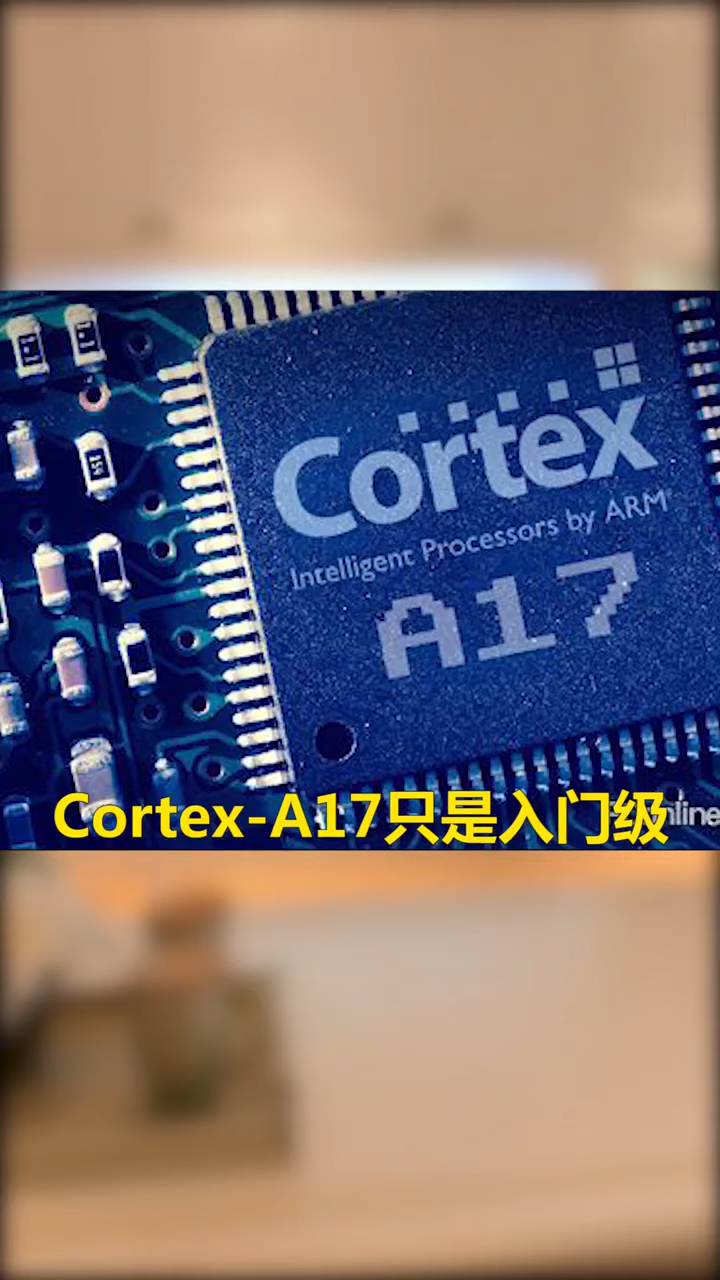 Cortex
Intelligent Processors by ARM
A17
Cortex-A17只是入门级